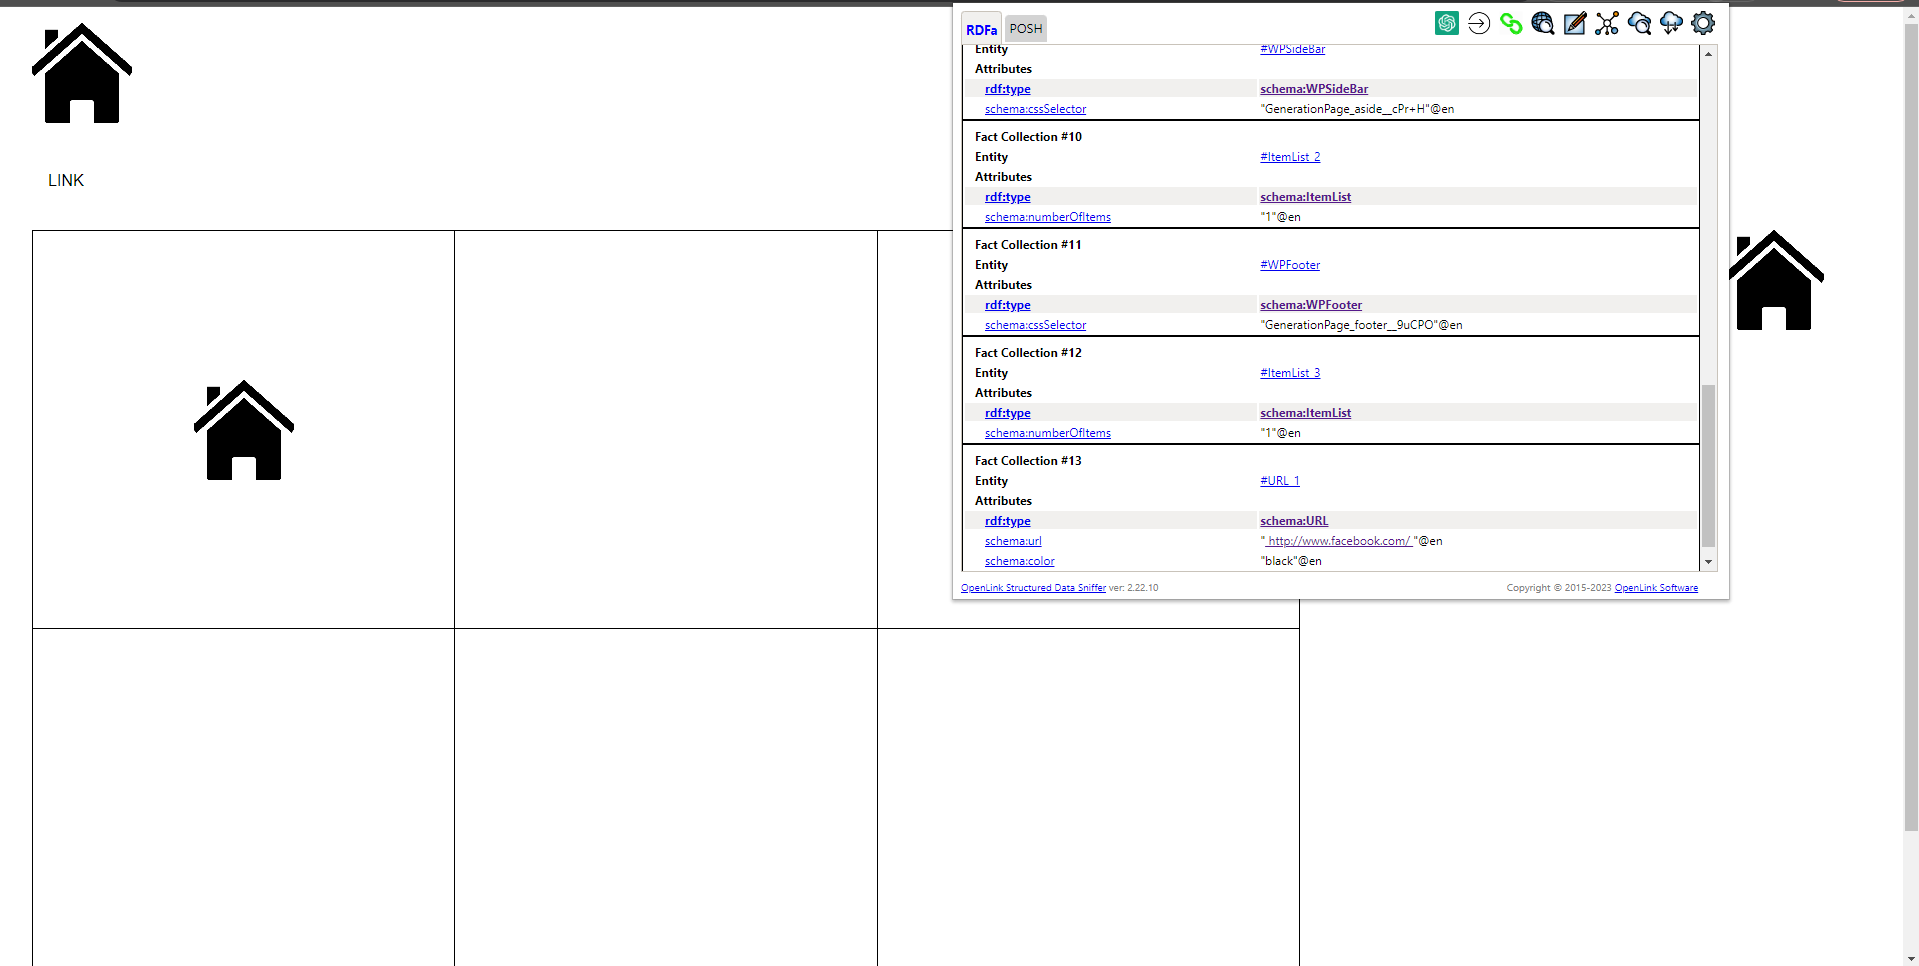 RDFa POSH
Entity #WPSideBar
Attributes
rdf:type schema:WPSideBar
schema:cssSelector "GenerationPage_aside__cPr+H"@en
Fact Collection #10
Entity #ItemList_2
Attributes
rdf:type schema:ItemList
schema:numberOfItems "1"@en
Fact Collection #11
Entity #WPFooter
Attributes
rdf:type schema:WPFooter
schema:cssSelector "GenerationPage_footer__9uCPO"@en
Fact Collection #12
Entity #ItemList_3
Attributes
rdf:type schema:ItemList
schema:numberOfItems "1"@en
Fact Collection #13
Entity #URL_1
Attributes
rdf:type schema:URL
schema:url " http://www.facebook.com/ "@en
schema:color "black"@en
OpenLink Structured Data Sniffer ver: 2.22.10 Copyright © 2015-2023 OpenLink Software
LINK